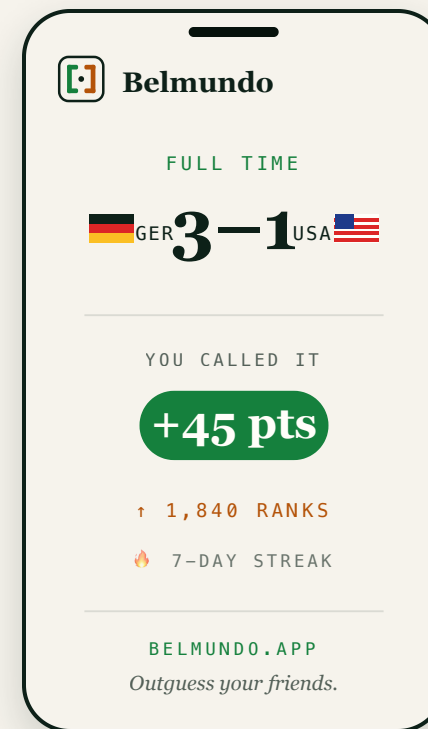 Belmundo
FULL TIME
GER 3–1 USA
YOU CALLED IT
+45 pts
↑ 1,840 RANKS
🔥 7–DAY STREAK
BELMUNDO.APP
Outguess your friends.